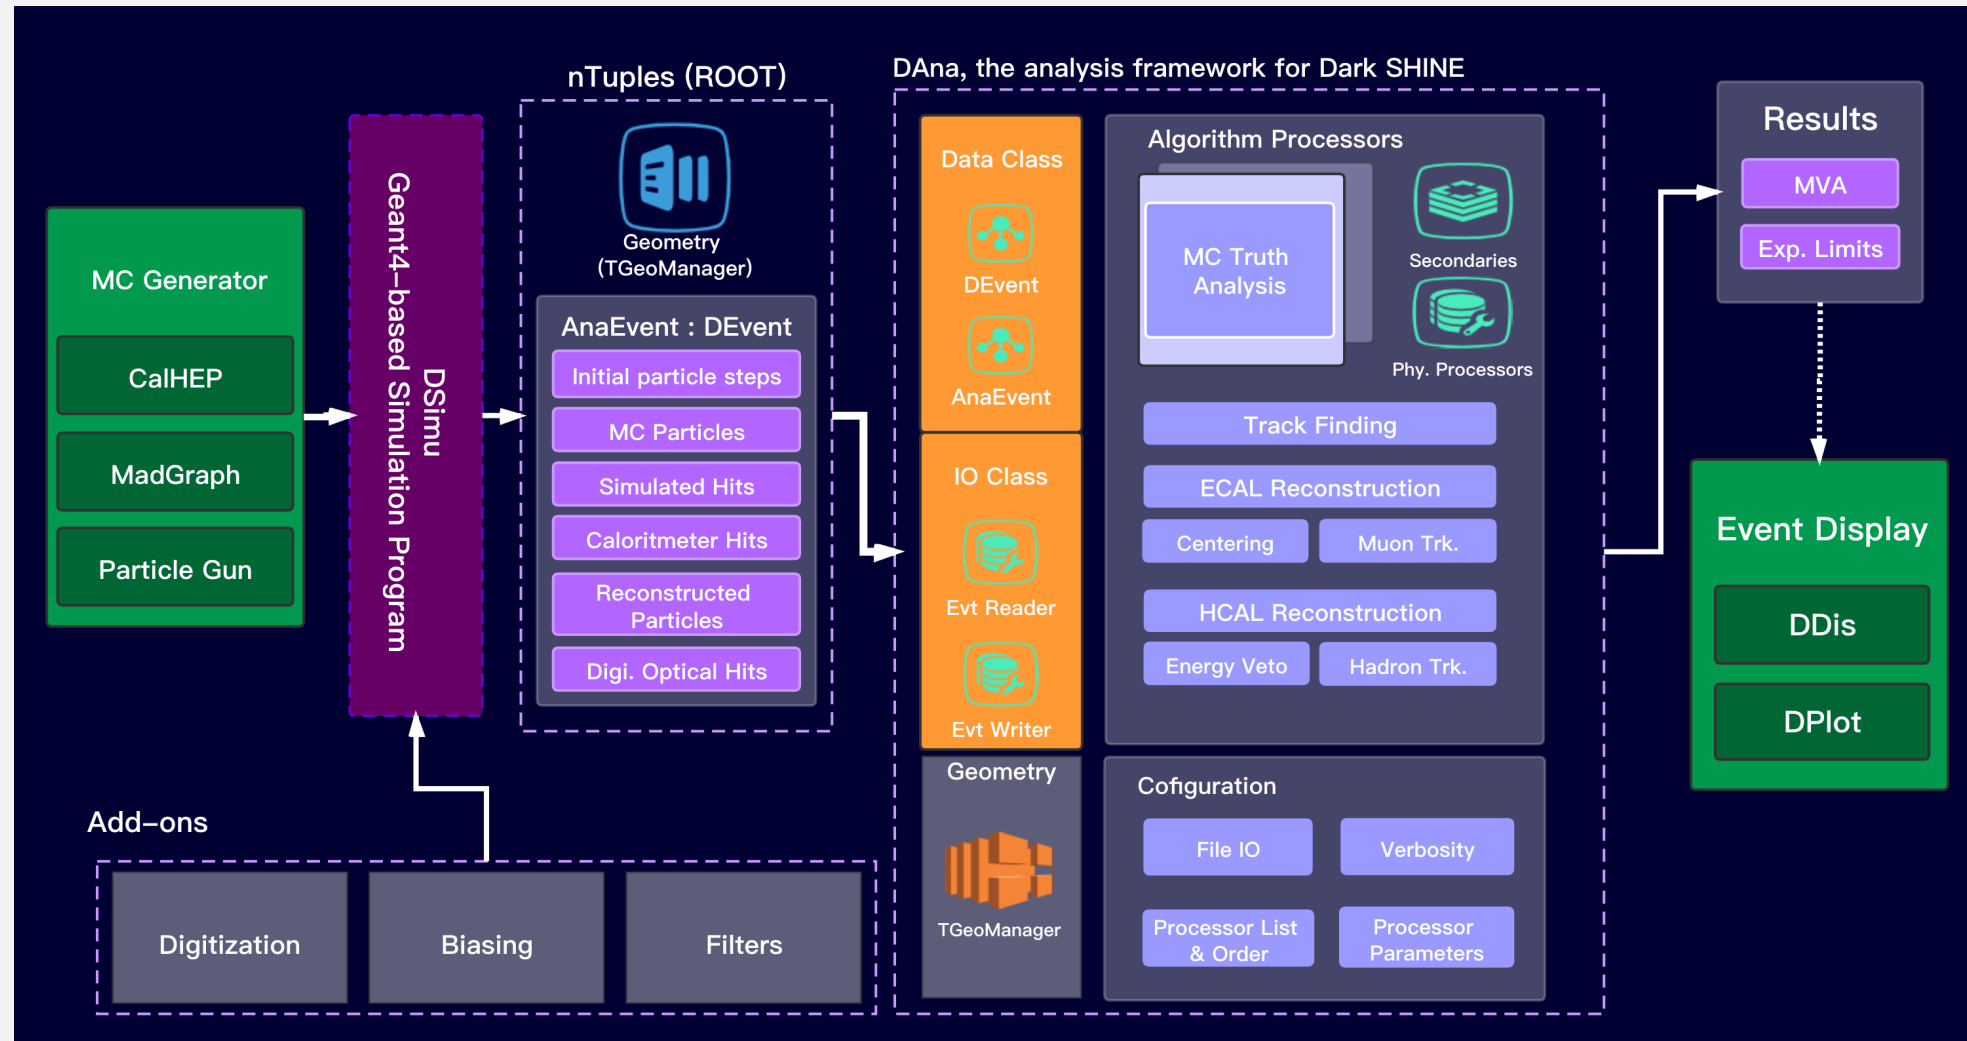 MC Generator
CalHEP
MadGraph
Particle Gun
DSimu
Geant4-based Simulation Program
nTuples (ROOT)
Geometry
(TGeoManager)
AnaEvent : DEvent
Initial particle steps
MC Particles
Simulated Hits
Caloritmeter Hits
Reconstructed
Particles
Digi. Optical Hits
Add-ons
Digitization
Biasing
Filters
DAna, the analysis framework for Dark SHINE
Data Class
DEvent
AnaEvent
IO Class
Evt Reader
Evt Writer
Geometry
TGeoManager
Algorithm Processors
MC Truth
Analysis
Secondaries
Phy. Processors
Track Finding
ECAL Reconstruction
Centering
Muon Trk.
HCAL Reconstruction
Energy Veto
Hadron Trk.
Cofiguration
File IO
Verbosity
Processor List
& Order
Processor
Parameters
Results
MVA
Exp. Limits
Event Display
DDis
DPlot